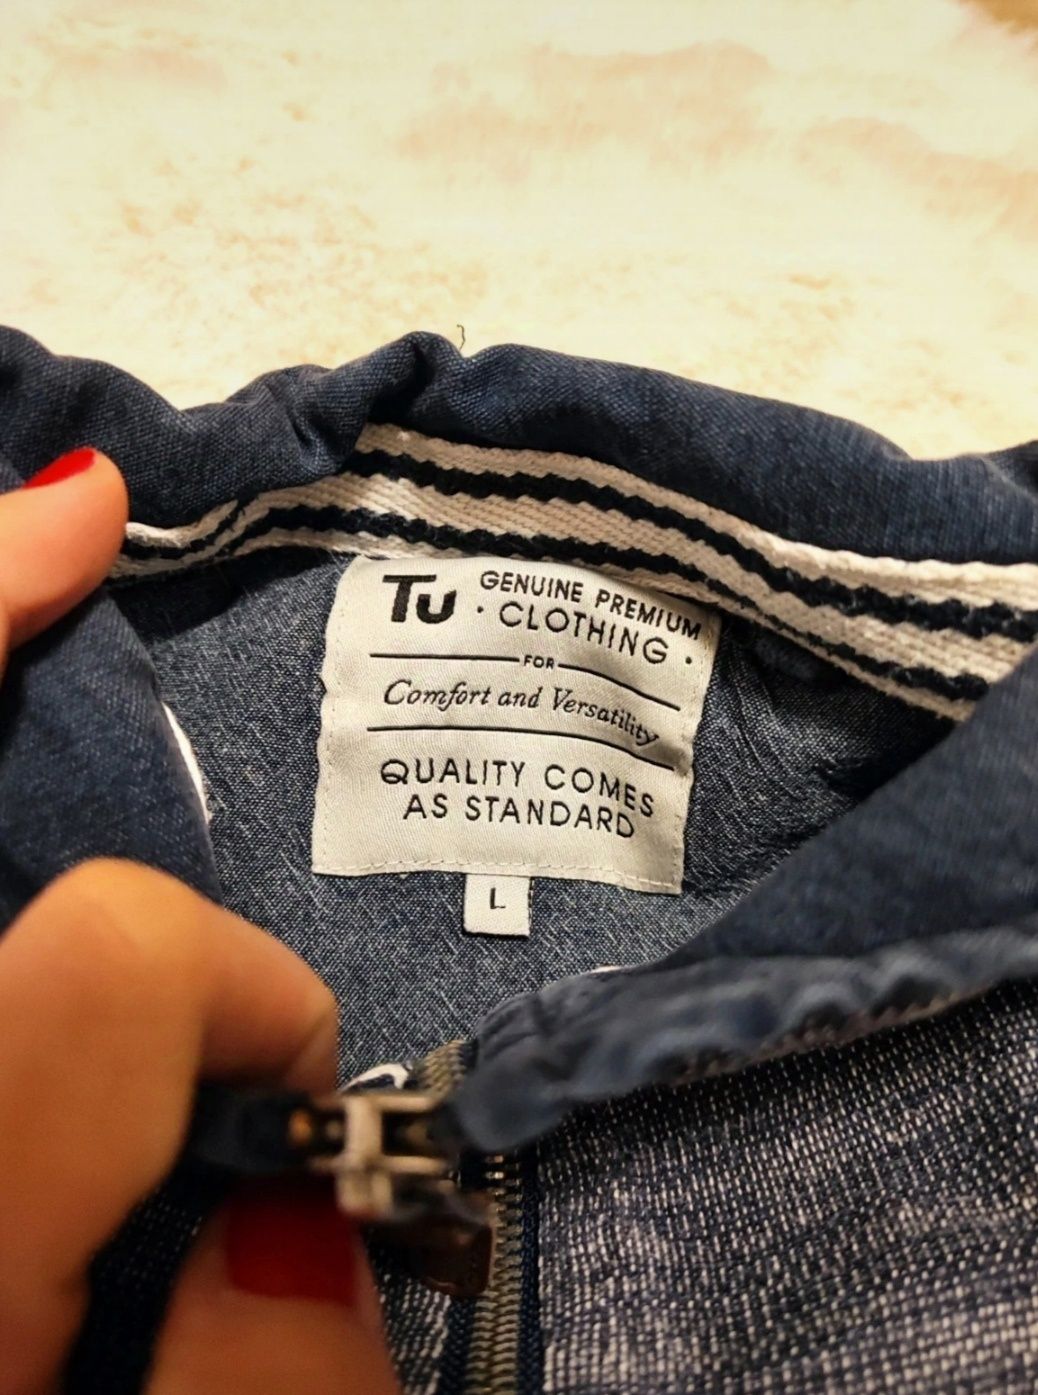 Tu GENUINE PREMIUM
· CLOTHING ·
FOR
Comfort and Versatility
QUALITY COMES
AS STANDARD
L